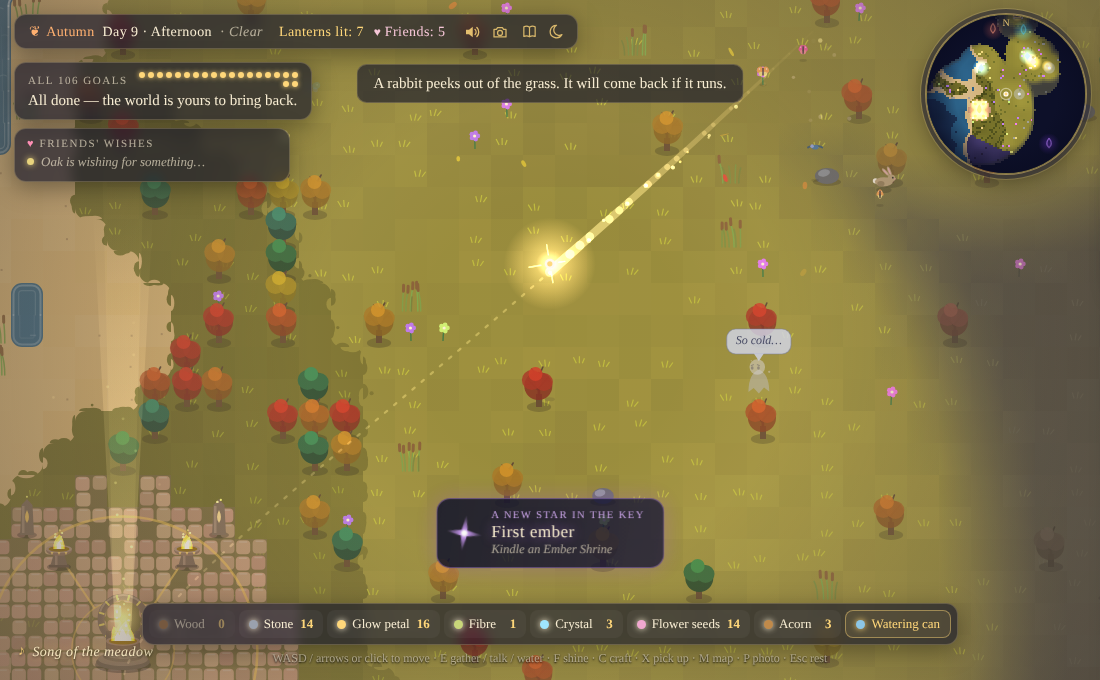 Autumn Day 9 · Afternoon · Clear Lanterns lit: 7 ♥ Friends: 5
ALL 106 GOALS
All done — the world is yours to bring back.
A rabbit peeks out of the grass. It will come back if it runs.
N
♥ FRIENDS' WISHES
Oak is wishing for something…
So cold…
A NEW STAR IN THE KEY
First ember
Kindle an Ember Shrine
Wood 0 Stone 14 Glow petal 16 Fibre 1 Crystal 3 Flower seeds 14 Acorn 3 Watering can
♪ Song of the meadow
WASD / arrows or click to move · E gather / talk / water · F shine · C craft · X pick up · M map · P photo · Esc rest